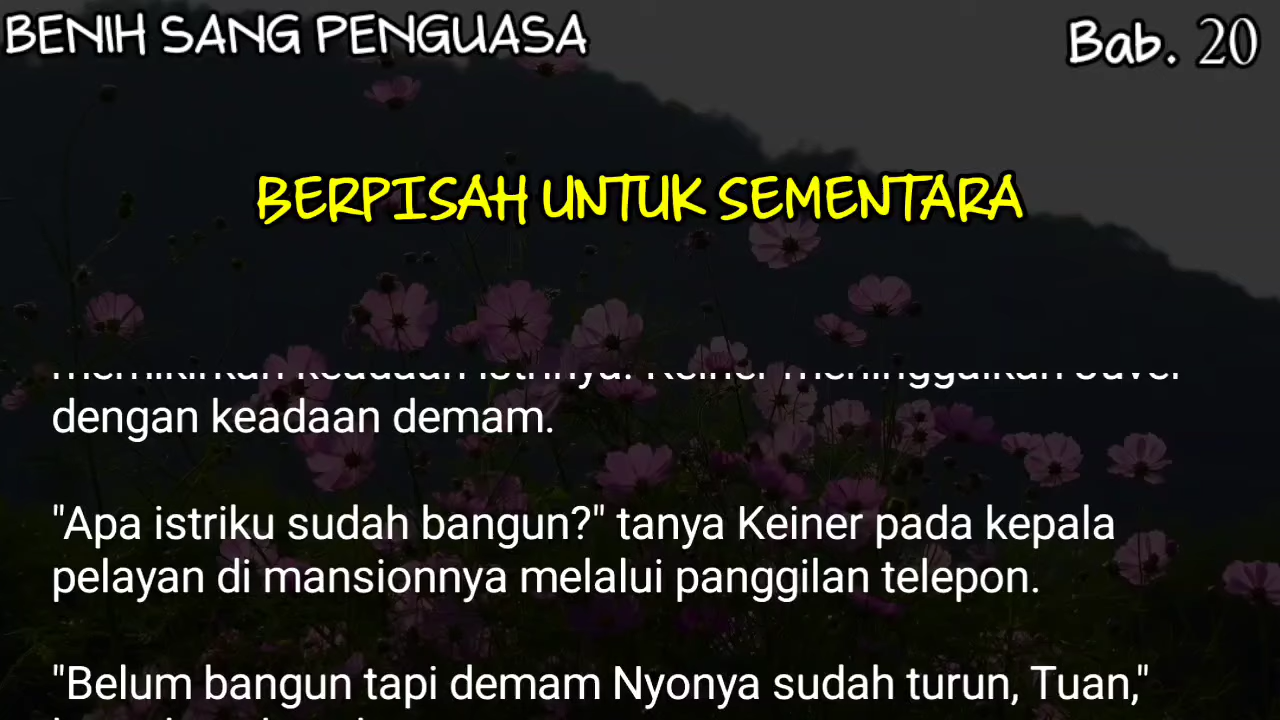 BENIH SANG PENGUASA
Bab. 20
BERPISAH UNTUK SEMENTARA
dengan keadaan demam.
"Apa istriku sudah bangun?" tanya Keiner pada kepala
pelayan di mansionnya melalui panggilan telepon.
"Belum bangun tapi demam Nyonya sudah turun, Tuan,"